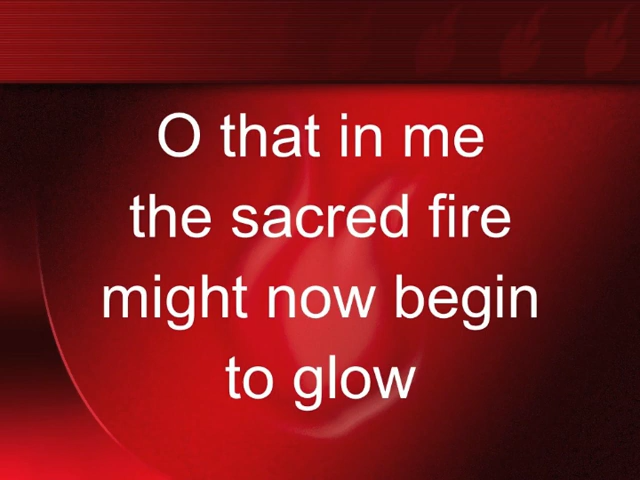 O that in me
the sacred fire
might now begin
to glow